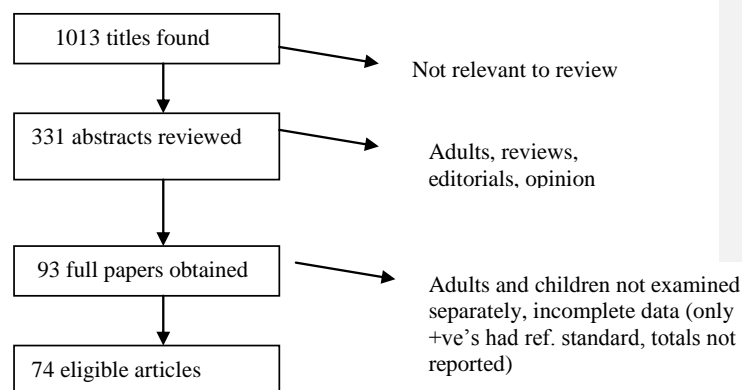 1013 titles found
Not relevant to review
331 abstracts reviewed
Adults, reviews,
editorials, opinion
93 full papers obtained
Adults and children not examined
separately, incomplete data (only
+ve’s had ref. standard, totals not
reported)
74 eligible articles